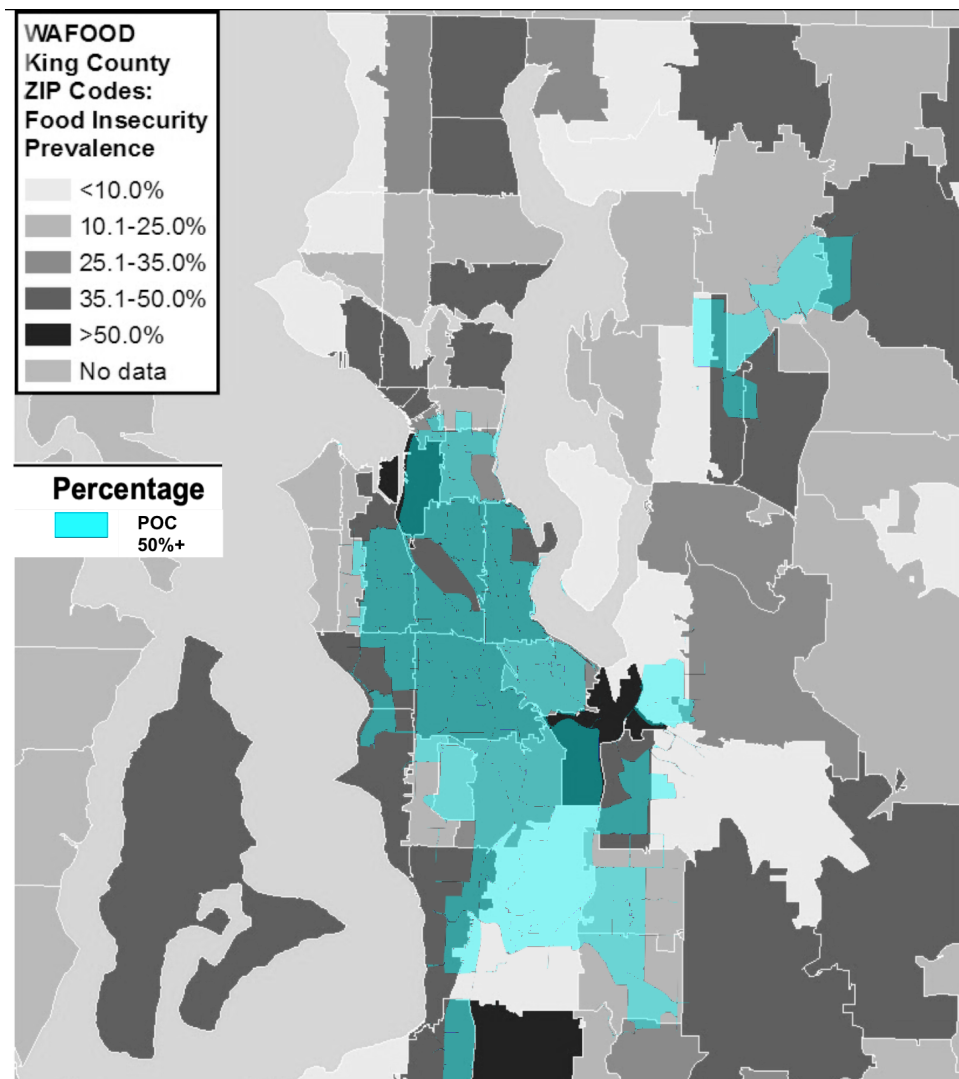 WAFOOD
King County
ZIP Codes:
Food Insecurity
Prevalence
<10.0%
10.1-25.0%
25.1-35.0%
35.1-50.0%
>50.0%
No data
Percentage
POC
50%+